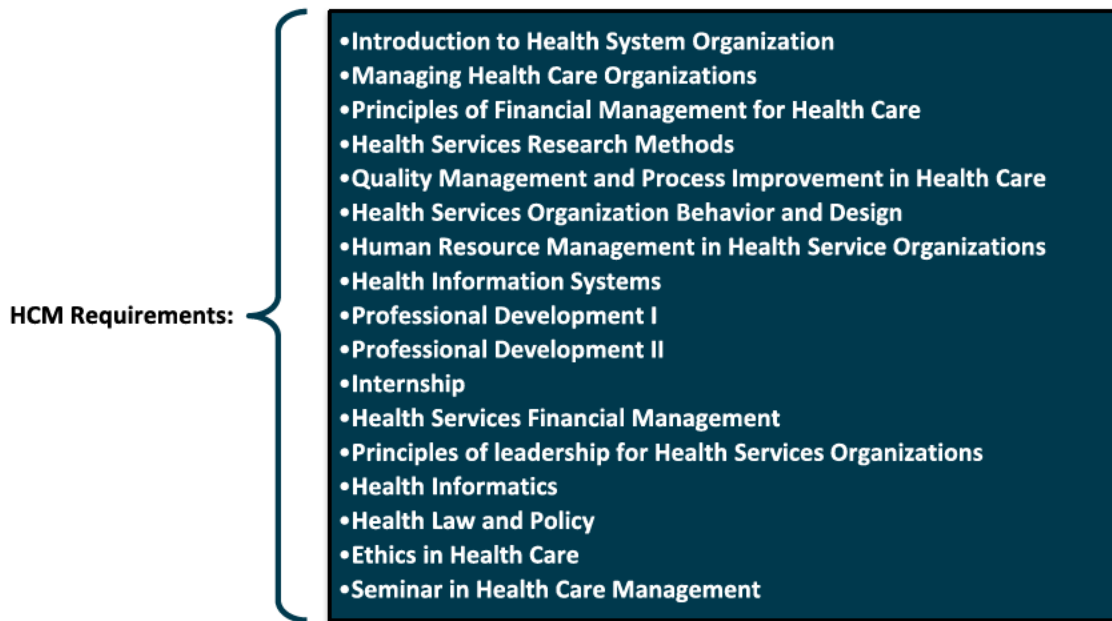 HCM Requirements:
•Introduction to Health System Organization
•Managing Health Care Organizations
•Principles of Financial Management for Health Care
•Health Services Research Methods
•Quality Management and Process Improvement in Health Care
•Health Services Organization Behavior and Design
•Human Resource Management in Health Service Organizations
•Health Information Systems
•Professional Development I
•Professional Development II
•Internship
•Health Services Financial Management
•Principles of leadership for Health Services Organizations
•Health Informatics
•Health Law and Policy
•Ethics in Health Care
•Seminar in Health Care Management